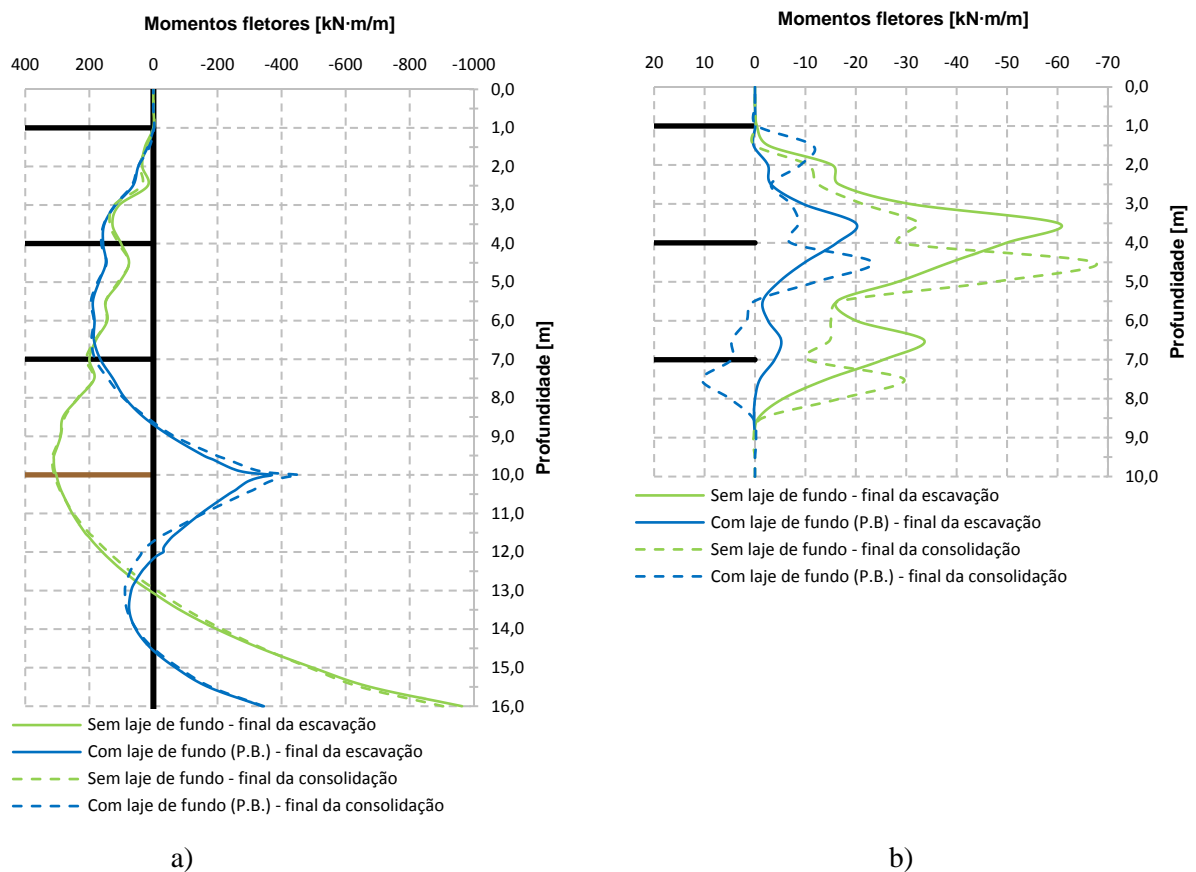 Momentos fletores [kN·m/m]
400 200 0 -200 -400 -600 -800 -1000
0,0
1,0
2,0
3,0
4,0
5,0
6,0
7,0
8,0
9,0
10,0
11,0
12,0
13,0
14,0
15,0
16,0
Profundidade [m]
Sem laje de fundo - final da escavação
Com laje de fundo (P.B.) - final da escavação
Sem laje de fundo - final da consolidação
Com laje de fundo (P.B.) - final da consolidação
a)
Momentos fletores [kN·m/m]
20 10 0 -10 -20 -30 -40 -50 -60 -70
0,0
1,0
2,0
3,0
4,0
5,0
6,0
7,0
8,0
9,0
10,0
Profundidade [m]
Sem laje de fundo - final da escavação
Com laje de fundo (P.B) - final da escavação
Sem laje de fundo - final da consolidação
Com laje de fundo (P.B.) - final da consolidação
b)